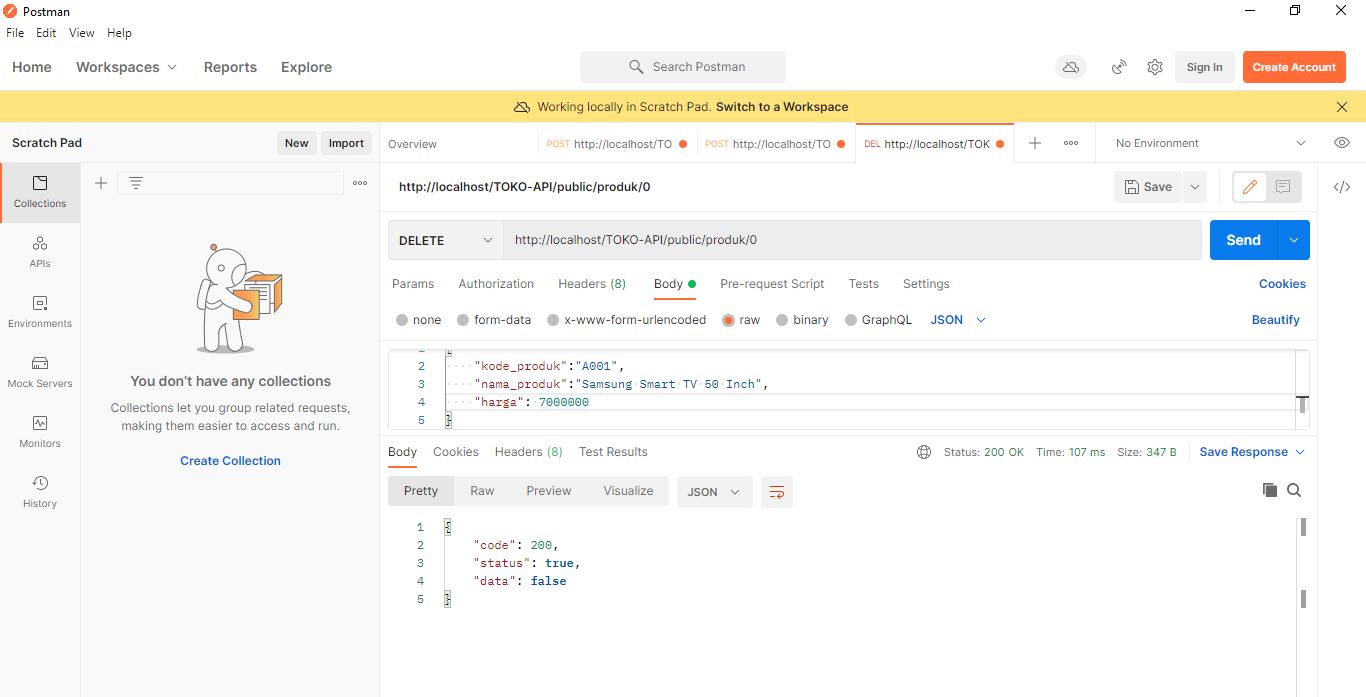 Postman
File Edit View Help
Home Workspaces Reports Explore Search Postman Sign In Create Account
Working locally in Scratch Pad. Switch to a Workspace
Scratch Pad New Import Overview POST http://localhost/TO POST http://localhost/TO DEL http://localhost/TOK No Environment
Collections
APIs
Environments
Mock Servers
Monitors
History
You don't have any collections
Collections let you group related requests,
making them easier to access and run.
Create Collection
http://localhost/TOKO-API/public/produk/0 Save
DELETE http://localhost/TOKO-API/public/produk/0 Send
Params Authorization Headers (8) Body Pre-request Script Tests Settings Cookies
none form-data x-www-form-urlencoded raw binary GraphQL JSON Beautify
1 {
2 "kode_produk":"A001",
3 "nama_produk":"Samsung Smart TV 50 Inch",
4 "harga": 7000000
5 }
Body Cookies Headers (8) Test Results Status: 200 OK Time: 107 ms Size: 347 B Save Response
Pretty Raw Preview Visualize JSON
1 {
2 "code": 200,
3 "status": true,
4 "data": false
5 }